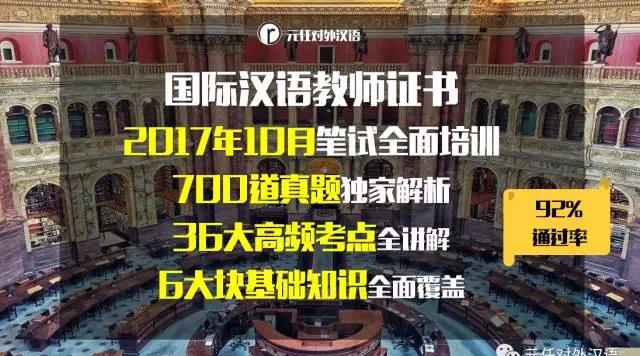 元任对外汉语
国际汉语教师证书
2017年10月笔试全面培训
700道真题独家解析
36大高频考点全讲解
6大块基础知识全面覆盖
92%
通过率
元任对外汉语